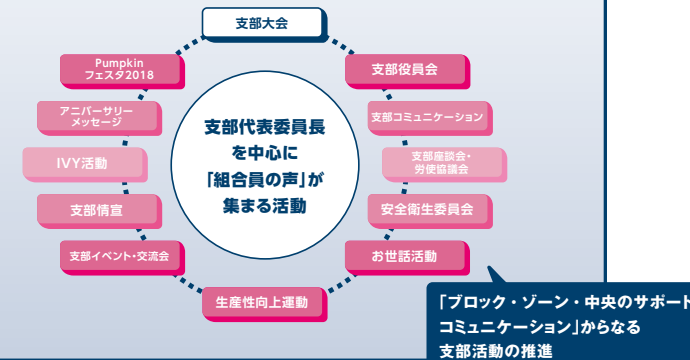 支部大会
Pumpkin
フェスタ2018
支部役員会
アニバーサリー
メッセージ
支部コミュニケーション
支部代表委員長
を中心に
「組合員の声」が
集まる活動
IVY活動
支部座談会・
労使協議会
支部情宣
安全衛生委員会
支部イベント・交流会
お世話活動
生産性向上運動
「ブロック・ゾーン・中央のサポート
コミュニケーション」からなる
支部活動の推進